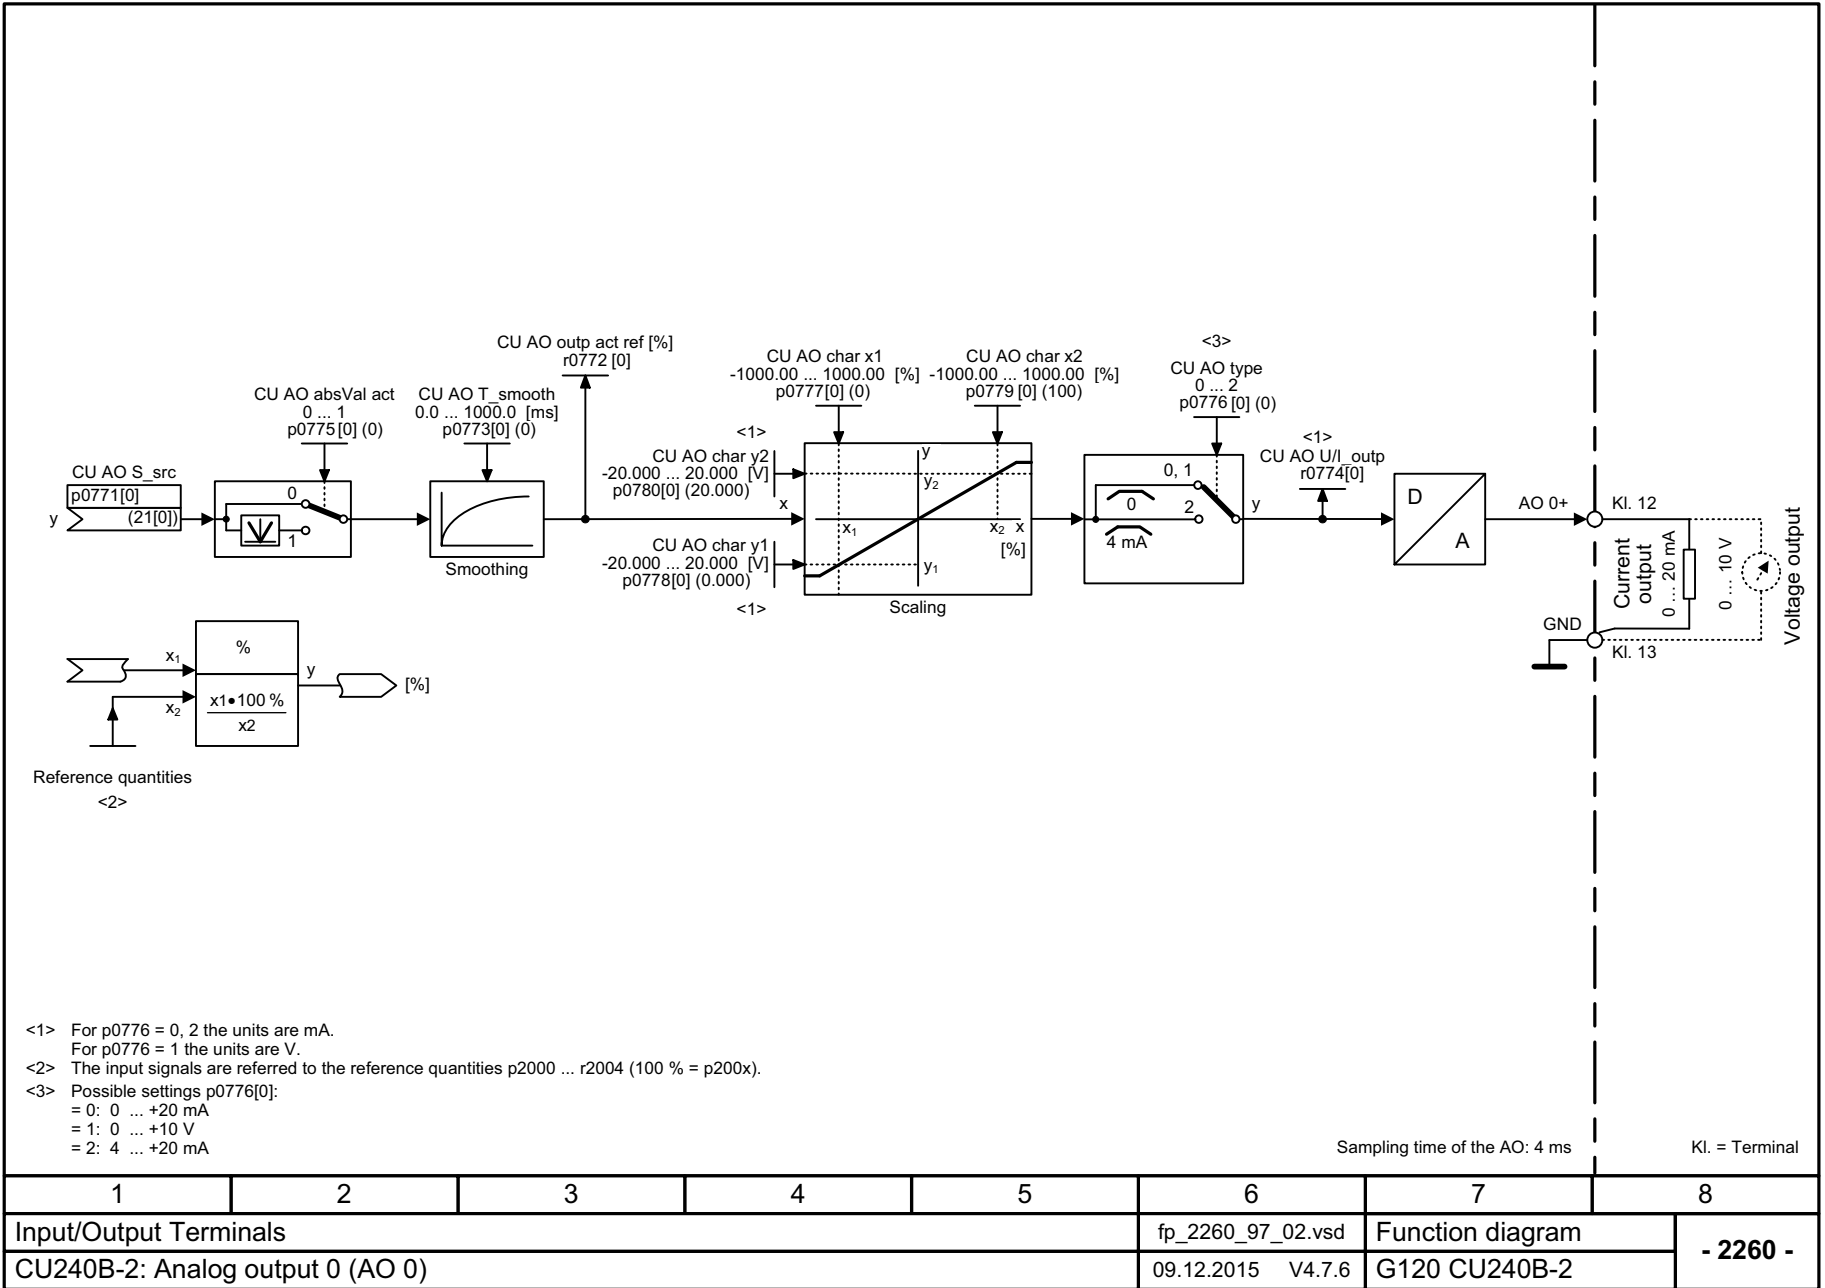 CU AO S_src
p0771[0]
(21[0])
y
CU AO absVal act
0 ... 1
p0775[0] (0)
0
1
CU AO T_smooth
0.0 ... 1000.0 [ms]
p0773[0] (0)
Smoothing
CU AO outp act ref [%]
r0772 [0]
<1>
CU AO char y2
-20.000 ... 20.000 [V]
p0780[0] (20.000)
x
CU AO char y1
-20.000 ... 20.000 [V]
p0778[0] (0.000)
<1>
CU AO char x1
-1000.00 ... 1000.00 [%]
p0777[0] (0)
CU AO char x2
-1000.00 ... 1000.00 [%]
p0779 [0] (100)
y
y2
x1
x2 x
[%]
y1
Scaling
<3>
CU AO type
0 ... 2
p0776 [0] (0)
0, 1
0
2
4 mA
y
<1>
CU AO U/I_outp
r0774[0]
D
A
AO 0+
Kl. 12
Current output
0 ... 20 mA
0 ... 10 V
Voltage output
GND
Kl. 13
x1
x2
%
x1•100 %
x2
y
[%]
Reference quantities
<2>
<1> For p0776 = 0, 2 the units are mA.
For p0776 = 1 the units are V.
<2> The input signals are referred to the reference quantities p2000 ... r2004 (100 % = p200x).
<3> Possible settings p0776[0]:
= 0: 0 ... +20 mA
= 1: 0 ... +10 V
= 2: 4 ... +20 mA
Sampling time of the AO: 4 ms
Kl. = Terminal
1 2 3 4 5 6 7 8
Input/Output Terminals
fp_2260_97_02.vsd
Function diagram
- 2260 -
CU240B-2: Analog output 0 (AO 0)
09.12.2015 V4.7.6
G120 CU240B-2